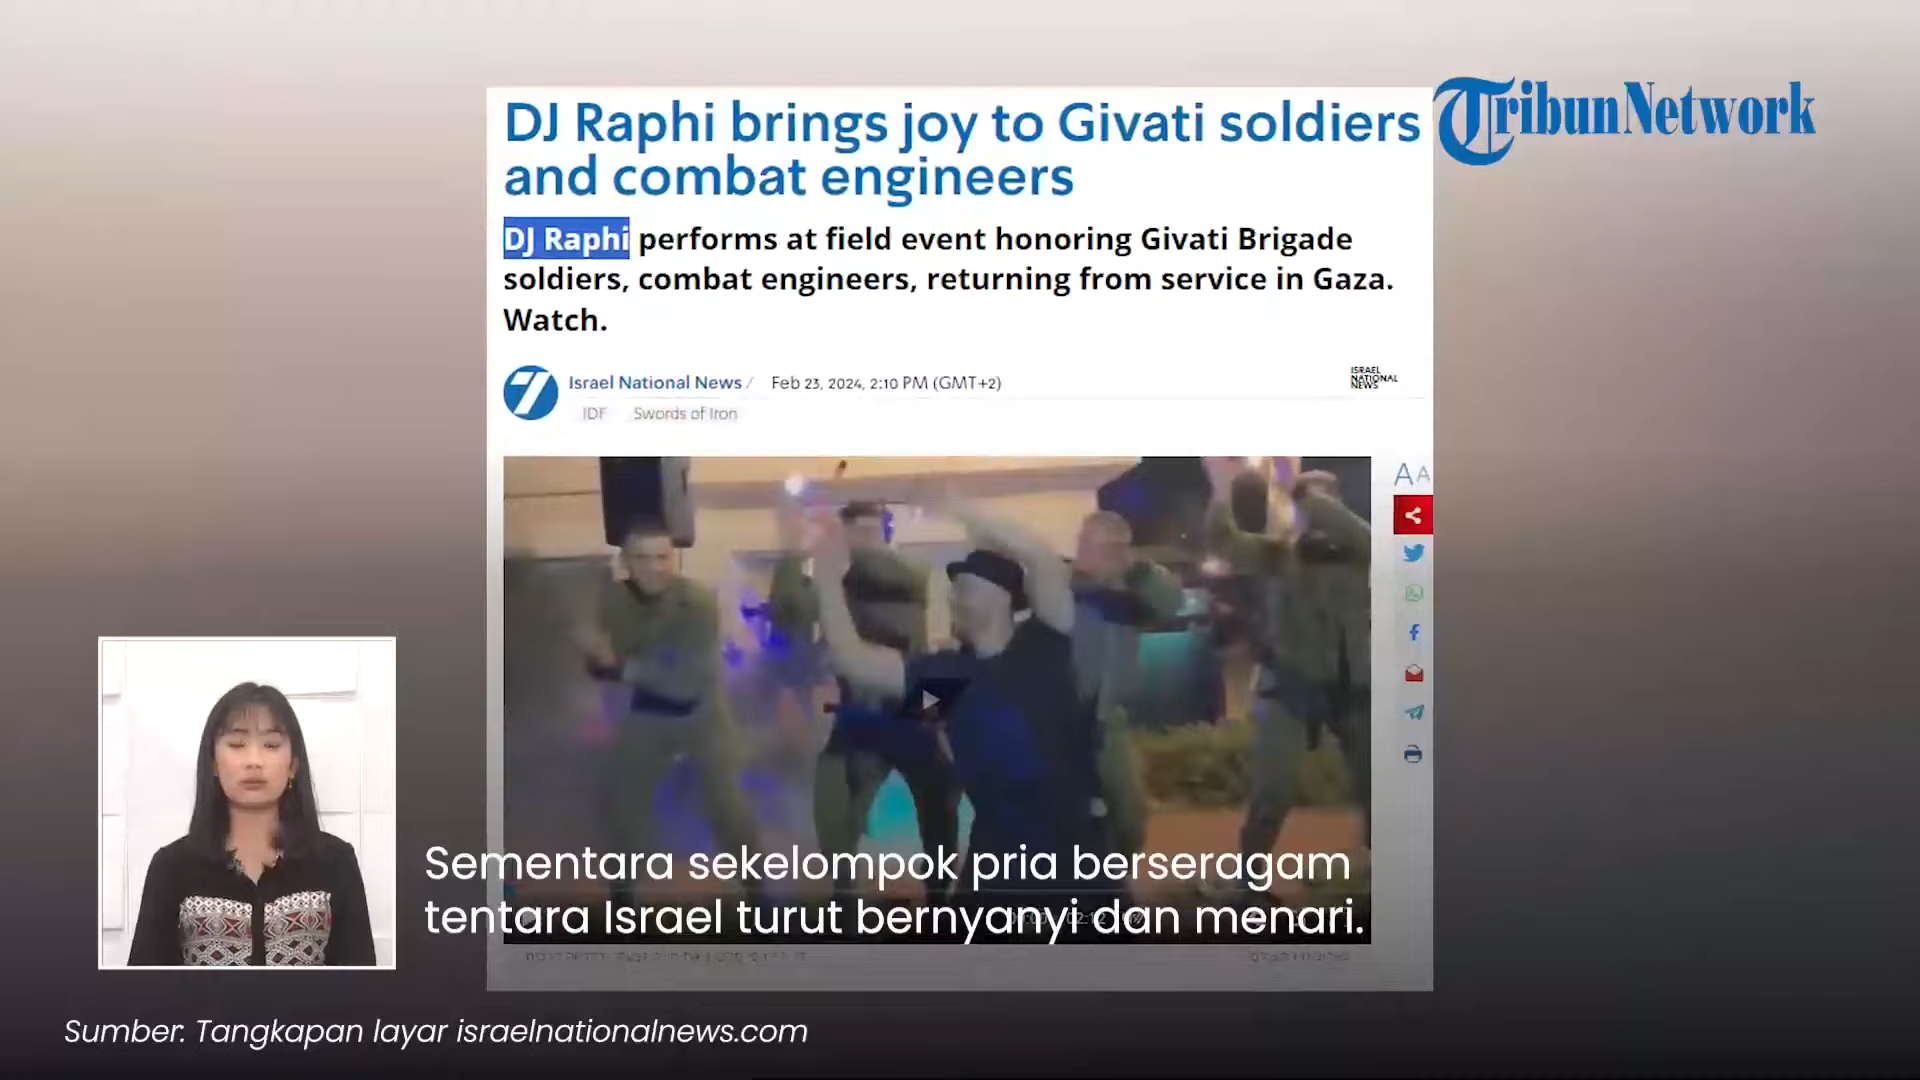 TribunNetwork
DJ Raphi brings joy to Givati soldiers
and combat engineers
DJ Raphi performs at field event honoring Givati Brigade
soldiers, combat engineers, returning from service in Gaza.
Watch.
Israel National News / Feb 23, 2024, 2:10 PM (GMT+2)
ISRAEL
NATIONAL
NEWS
IDF Swords of Iron
AA
Sementara sekelompok pria berseragam
tentara Israel turut bernyanyi dan menari.
Sumber: Tangkapan layar israelnationalnews.com